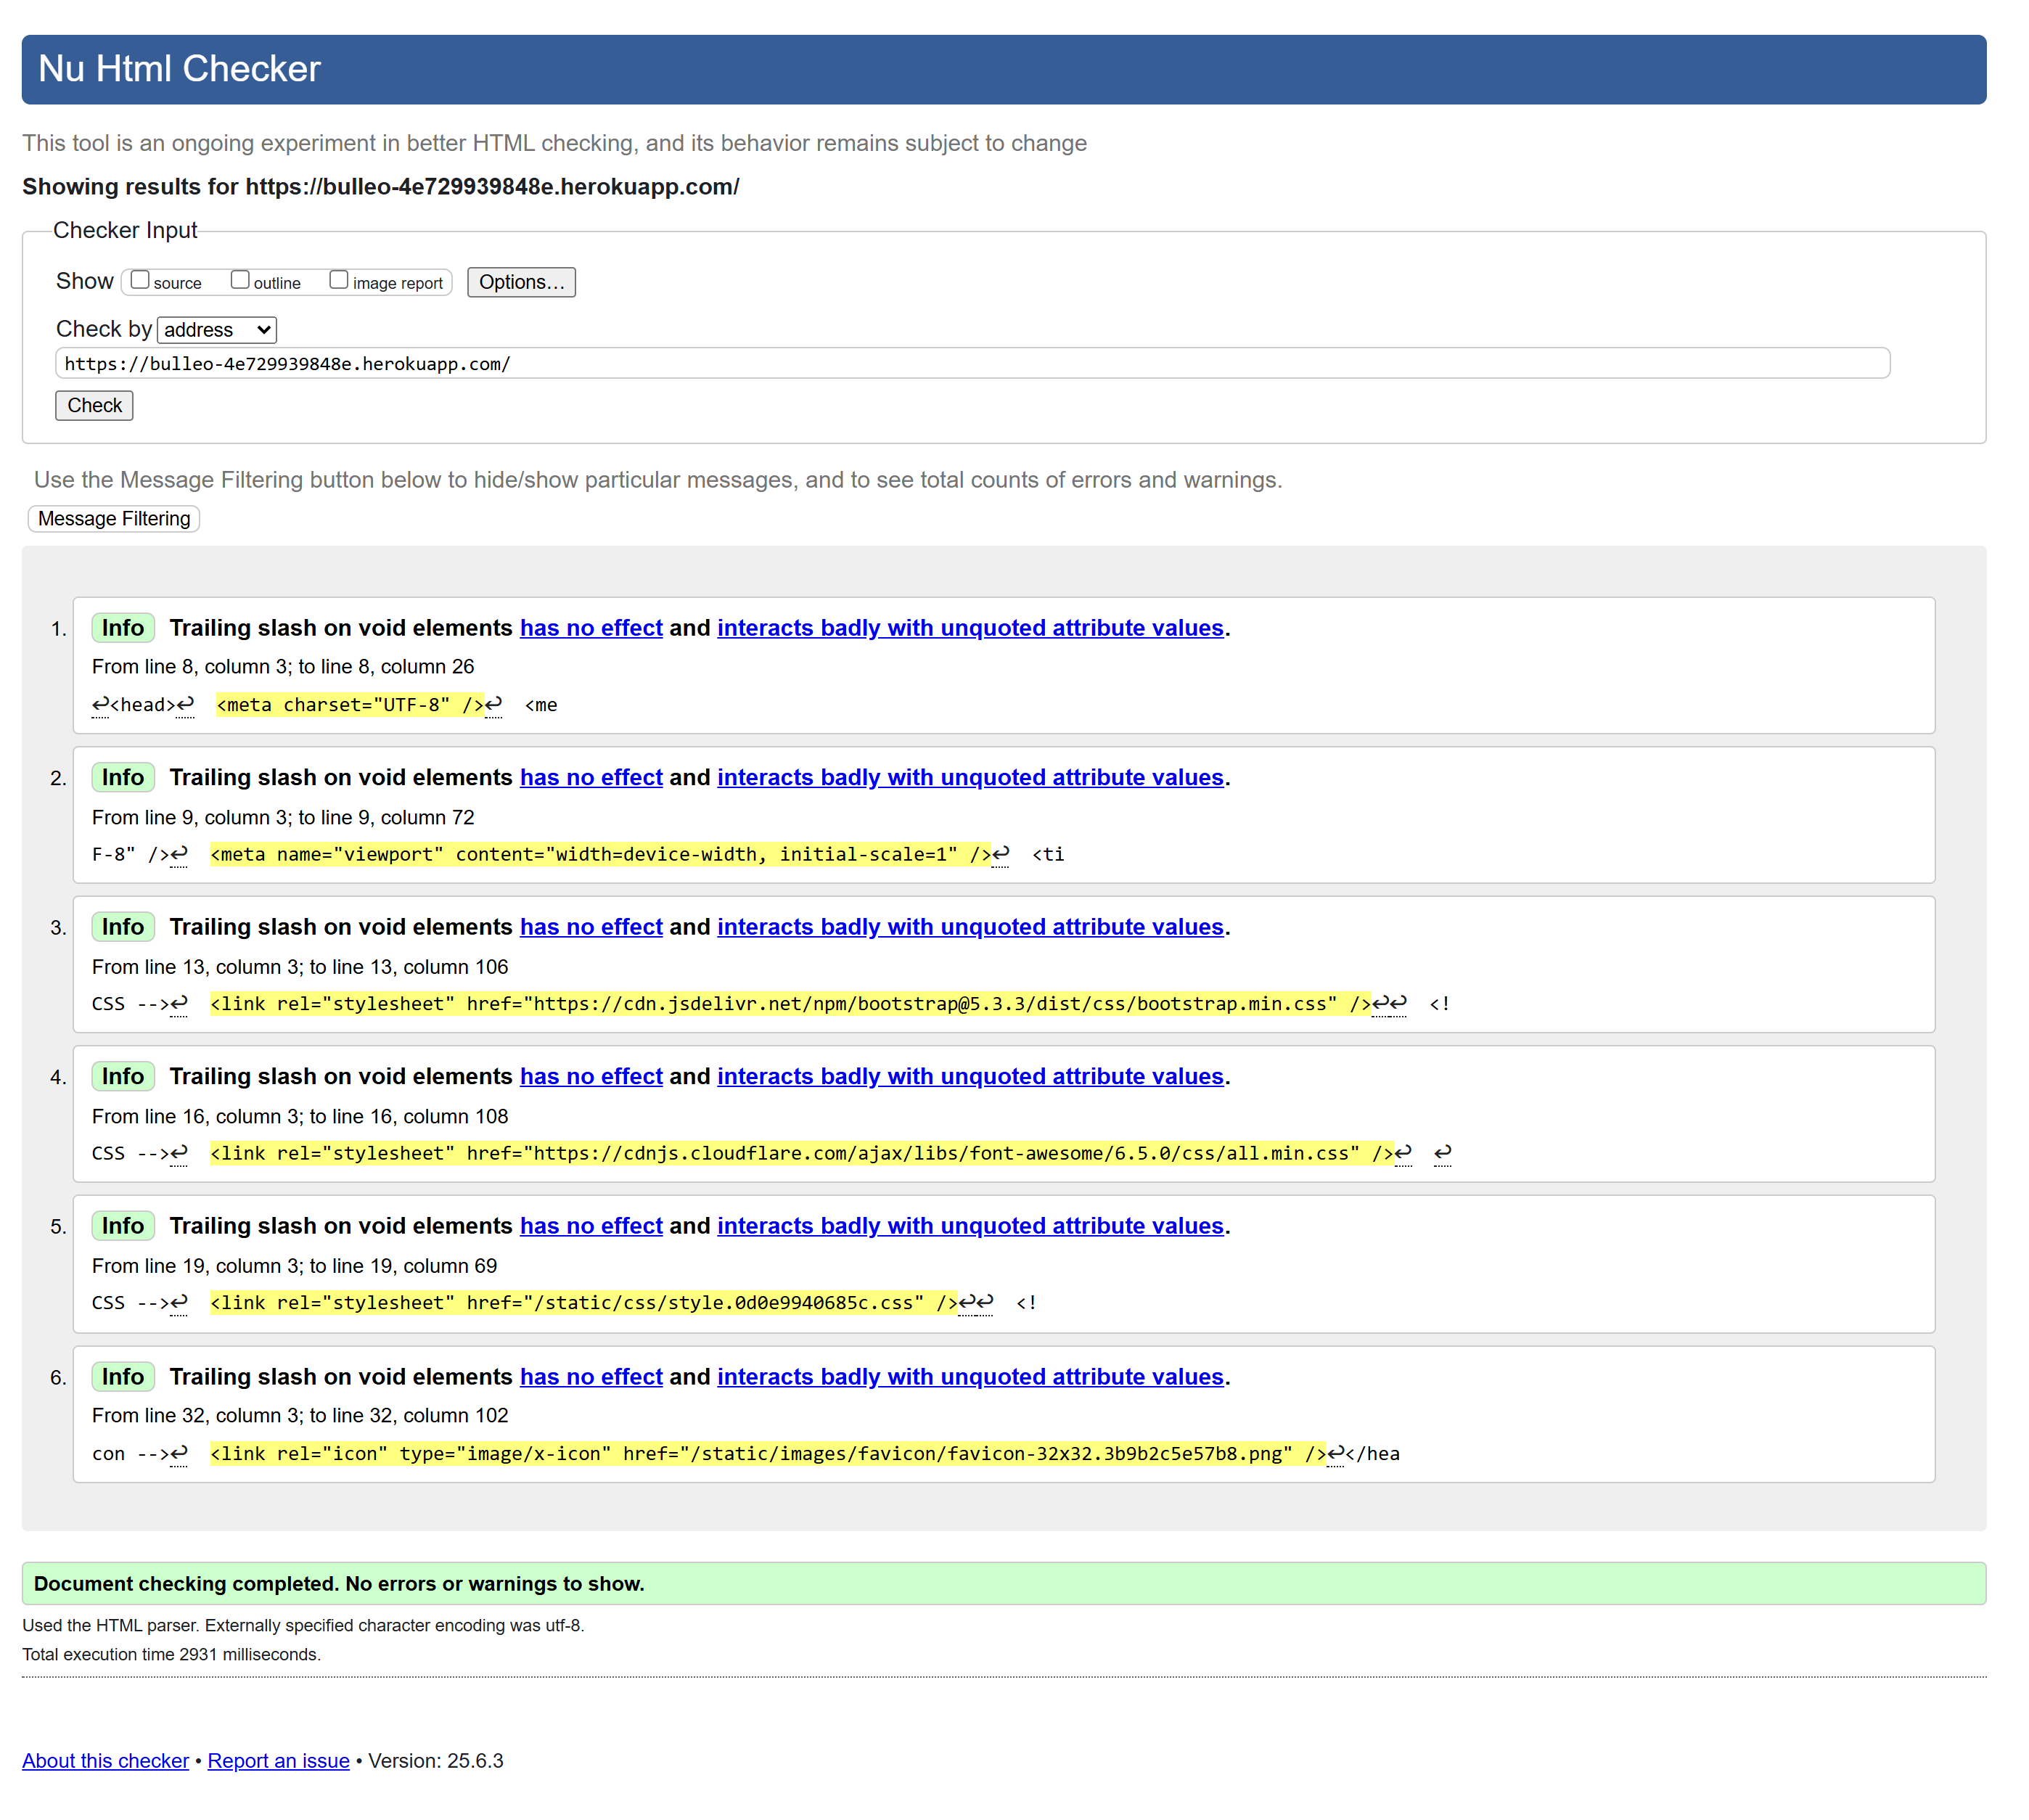 Nu Html Checker
This tool is an ongoing experiment in better HTML checking, and its behavior remains subject to change
Showing results for https://bulleo-4e729939848e.herokuapp.com/
Checker Input
Show source outline image report Options…
Check by address
https://bulleo-4e729939848e.herokuapp.com/
Check
Use the Message Filtering button below to hide/show particular messages, and to see total counts of errors and warnings.
Message Filtering
1. Info Trailing slash on void elements has no effect and interacts badly with unquoted attribute values.
From line 8, column 3; to line 8, column 26
↩<head>↩  <meta charset="UTF-8" />↩  <me
2. Info Trailing slash on void elements has no effect and interacts badly with unquoted attribute values.
From line 9, column 3; to line 9, column 72
F-8" />↩  <meta name="viewport" content="width=device-width, initial-scale=1" />↩  <ti
3. Info Trailing slash on void elements has no effect and interacts badly with unquoted attribute values.
From line 13, column 3; to line 13, column 106
CSS -->↩  <link rel="stylesheet" href="https://cdn.jsdelivr.net/npm/bootstrap@5.3.3/dist/css/bootstrap.min.css" />↩↩  <!
4. Info Trailing slash on void elements has no effect and interacts badly with unquoted attribute values.
From line 16, column 3; to line 16, column 108
CSS -->↩  <link rel="stylesheet" href="https://cdnjs.cloudflare.com/ajax/libs/font-awesome/6.5.0/css/all.min.css" />↩  ↩
5. Info Trailing slash on void elements has no effect and interacts badly with unquoted attribute values.
From line 19, column 3; to line 19, column 69
CSS -->↩  <link rel="stylesheet" href="/static/css/style.0d0e9940685c.css" />↩↩  <!
6. Info Trailing slash on void elements has no effect and interacts badly with unquoted attribute values.
From line 32, column 3; to line 32, column 102
con -->↩  <link rel="icon" type="image/x-icon" href="/static/images/favicon/favicon-32x32.3b9b2c5e57b8.png" />↩</hea
Document checking completed. No errors or warnings to show.
Used the HTML parser. Externally specified character encoding was utf-8.
Total execution time 2931 milliseconds.
About this checker • Report an issue • Version: 25.6.3